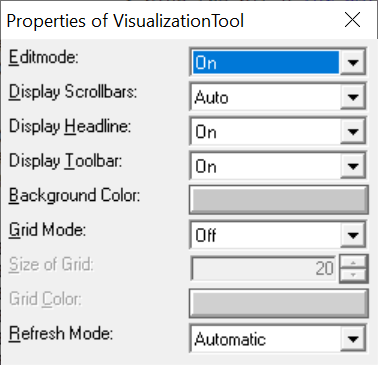 Properties of VisualizationTool
Editmode: On
Display Scrollbars: Auto
Display Headline: On
Display Toolbar: On
Background Color:
Grid Mode: Off
Size of Grid: 20
Grid Color:
Refresh Mode: Automatic